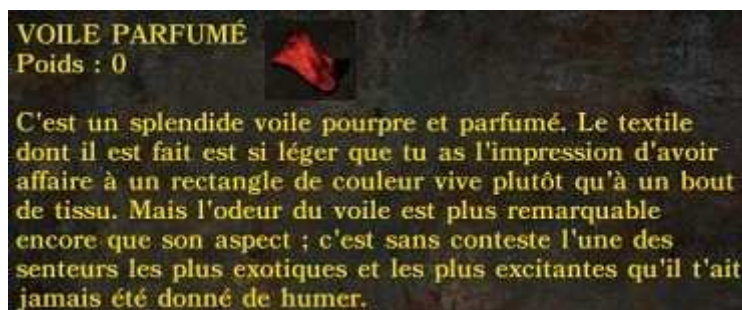 VOILE PARFUMÉ
Poids : 0
C'est un splendide voile pourpre et parfumé. Le textile
dont il est fait est si léger que tu as l'impression d'avoir
affaire à un rectangle de couleur vive plutôt qu'à un bout
de tissu. Mais l'odeur du voile est plus remarquable
encore que son aspect ; c'est sans conteste l'une des
senteurs les plus exotiques et les plus excitantes qu'il t'ait
jamais été donné de humer.